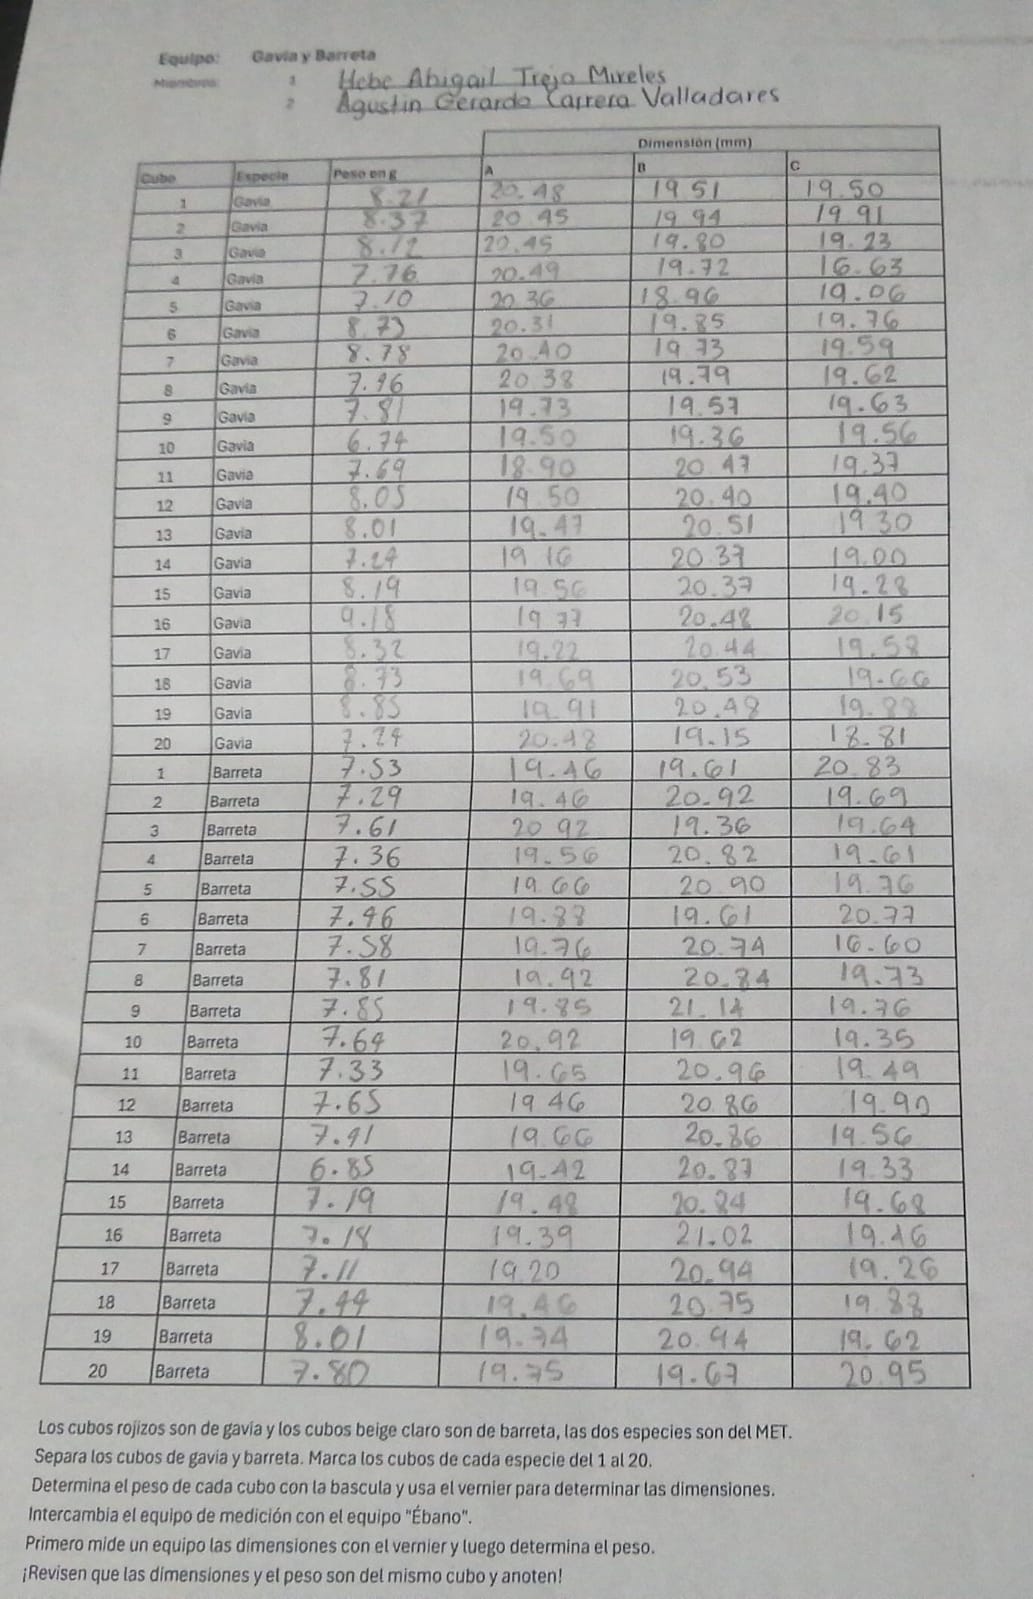 Equipo: Gavia y Barreta
Miembros 1 Hebe Abigail Trejo Mireles
2 Agustin Gerardo Carrera Valladares
Dimensión (mm)
Cubo Especie Peso en g A B C
1 Gavia 8.21 20.48 19.51 19.50
2 Gavia 8.37 20.45 19.94 19.91
3 Gavia 8.12 20.45 19.80 19.23
4 Gavia 7.76 20.49 19.72 16.63
5 Gavia 7.10 20.36 18.96 19.06
6 Gavia 8.73 20.31 19.85 19.76
7 Gavia 8.78 20.40 19.73 19.59
8 Gavia 7.96 20.38 19.79 19.62
9 Gavia 7.81 19.73 19.57 19.63
10 Gavia 6.74 19.50 19.36 19.56
11 Gavia 7.69 18.90 20.47 19.37
12 Gavia 8.05 19.50 20.40 19.40
13 Gavia 8.01 19.47 20.51 19.30
14 Gavia 7.24 19.16 20.37 19.00
15 Gavia 8.19 19.56 20.37 19.28
16 Gavia 9.18 19.77 20.48 20.15
17 Gavia 8.32 19.22 20.44 19.58
18 Gavia 8.73 19.69 20.53 19.66
19 Gavia 8.85 19.91 20.48 19.88
20 Gavia 7.24 20.48 19.15 18.81
1 Barreta 7.53 19.46 19.61 20.83
2 Barreta 7.29 19.46 20.92 19.69
3 Barreta 7.61 20.92 19.36 19.64
4 Barreta 7.36 19.56 20.82 19.61
5 Barreta 7.55 19.66 20.90 19.76
6 Barreta 7.46 19.88 19.61 20.77
7 Barreta 7.58 19.76 20.74 16.60
8 Barreta 7.81 19.92 20.84 19.73
9 Barreta 7.85 19.85 21.14 19.76
10 Barreta 7.64 20.92 19.62 19.35
11 Barreta 7.33 19.65 20.96 19.49
12 Barreta 7.65 19.46 20.86 19.90
13 Barreta 7.41 19.66 20.86 19.56
14 Barreta 6.85 19.42 20.87 19.33
15 Barreta 7.19 19.48 20.84 19.68
16 Barreta 7.18 19.39 21.02 19.46
17 Barreta 7.11 19.20 20.94 19.26
18 Barreta 7.44 19.46 20.75 19.88
19 Barreta 8.01 19.74 20.94 19.62
20 Barreta 7.80 19.75 19.67 20.95
Los cubos rojizos son de gavia y los cubos beige claro son de barreta, las dos especies son del MET.
Separa los cubos de gavia y barreta. Marca los cubos de cada especie del 1 al 20.
Determina el peso de cada cubo con la bascula y usa el vernier para determinar las dimensiones.
Intercambia el equipo de medición con el equipo "Ébano".
Primero mide un equipo las dimensiones con el vernier y luego determina el peso.
¡Revisen que las dimensiones y el peso son del mismo cubo y anoten!